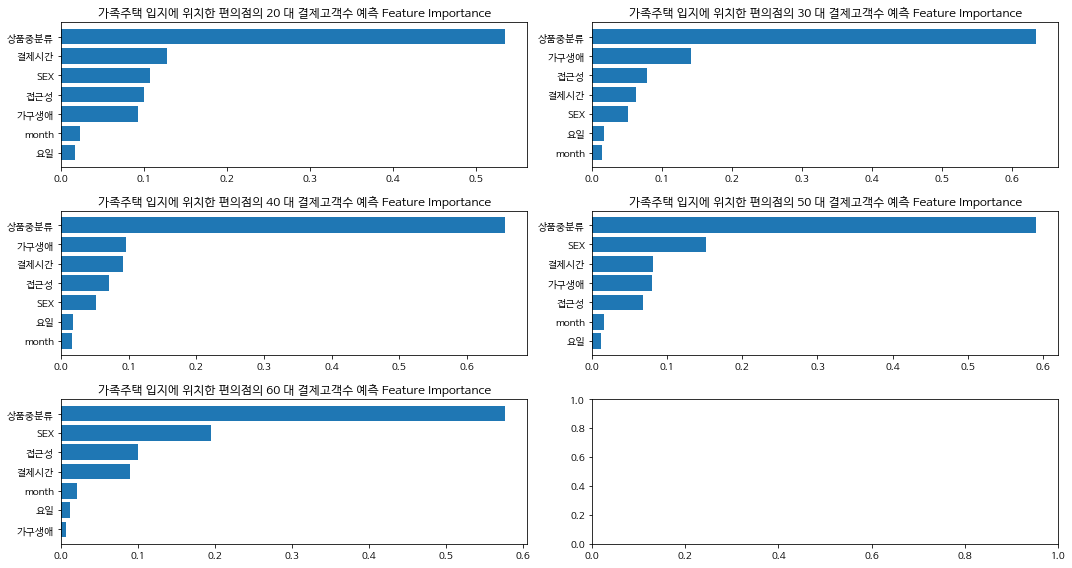 가족주택 입지에 위치한 편의점의 20 대 결제고객수 예측 Feature Importance
상품중분류
결제시간
SEX
접근성
가구생애
month
요일
0.0 0.1 0.2 0.3 0.4 0.5
가족주택 입지에 위치한 편의점의 30 대 결제고객수 예측 Feature Importance
상품중분류
가구생애
접근성
결제시간
SEX
요일
month
0.0 0.1 0.2 0.3 0.4 0.5 0.6
가족주택 입지에 위치한 편의점의 40 대 결제고객수 예측 Feature Importance
상품중분류
가구생애
결제시간
접근성
SEX
요일
month
0.0 0.1 0.2 0.3 0.4 0.5 0.6
가족주택 입지에 위치한 편의점의 50 대 결제고객수 예측 Feature Importance
상품중분류
SEX
결제시간
가구생애
접근성
month
요일
0.0 0.1 0.2 0.3 0.4 0.5 0.6
가족주택 입지에 위치한 편의점의 60 대 결제고객수 예측 Feature Importance
상품중분류
SEX
접근성
결제시간
month
요일
가구생애
0.0 0.1 0.2 0.3 0.4 0.5 0.6
1.0
0.8
0.6
0.4
0.2
0.0
0.0 0.2 0.4 0.6 0.8 1.0